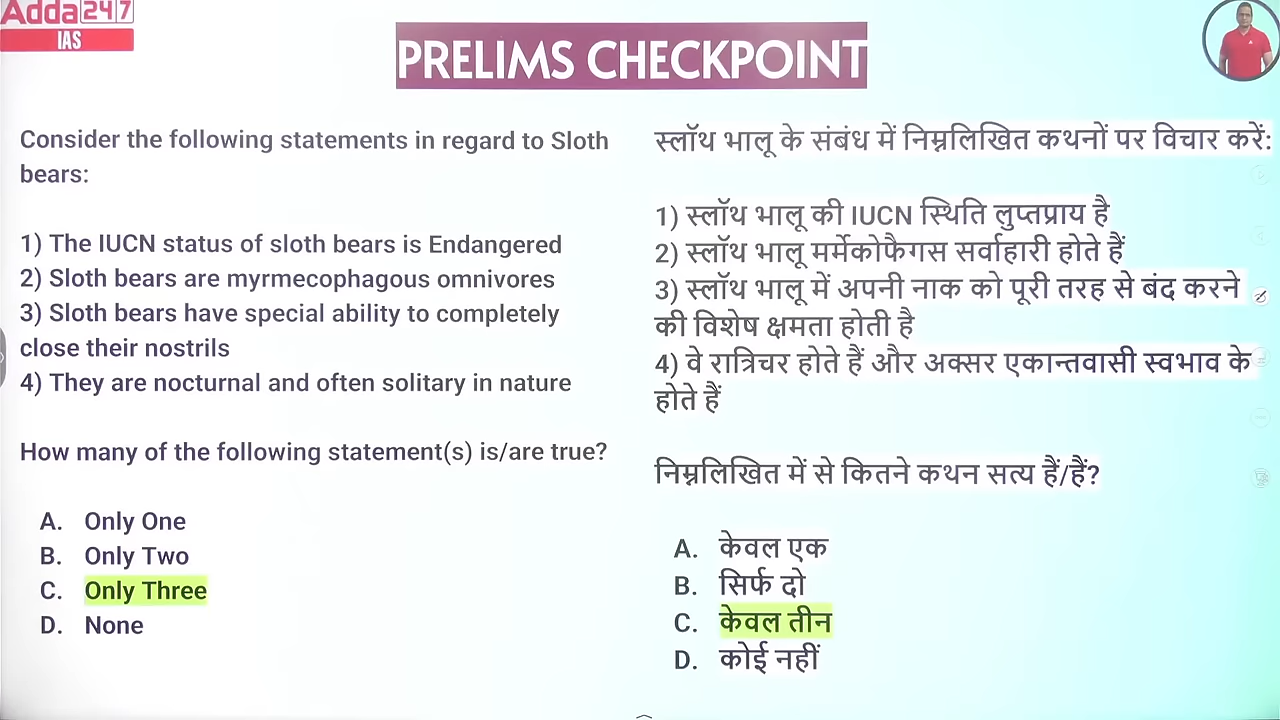 Adda247
IAS
PRELIMS CHECKPOINT
Consider the following statements in regard to Sloth
bears:
1) The IUCN status of sloth bears is Endangered
2) Sloth bears are myrmecophagous omnivores
3) Sloth bears have special ability to completely
close their nostrils
4) They are nocturnal and often solitary in nature
How many of the following statement(s) is/are true?
A. Only One
B. Only Two
C. Only Three
D. None
स्लॉथ भालू के संबंध में निम्नलिखित कथनों पर विचार करें:
1) स्लॉथ भालू की IUCN स्थिति लुप्तप्राय है
2) स्लॉथ भालू मर्मेकोफैगस सर्वाहारी होते हैं
3) स्लॉथ भालू में अपनी नाक को पूरी तरह से बंद करने
की विशेष क्षमता होती है
4) वे रात्रिचर होते हैं और अक्सर एकान्तवासी स्वभाव के
होते हैं
निम्नलिखित में से कितने कथन सत्य हैं/हैं?
A. केवल एक
B. सिर्फ दो
C. केवल तीन
D. कोई नहीं